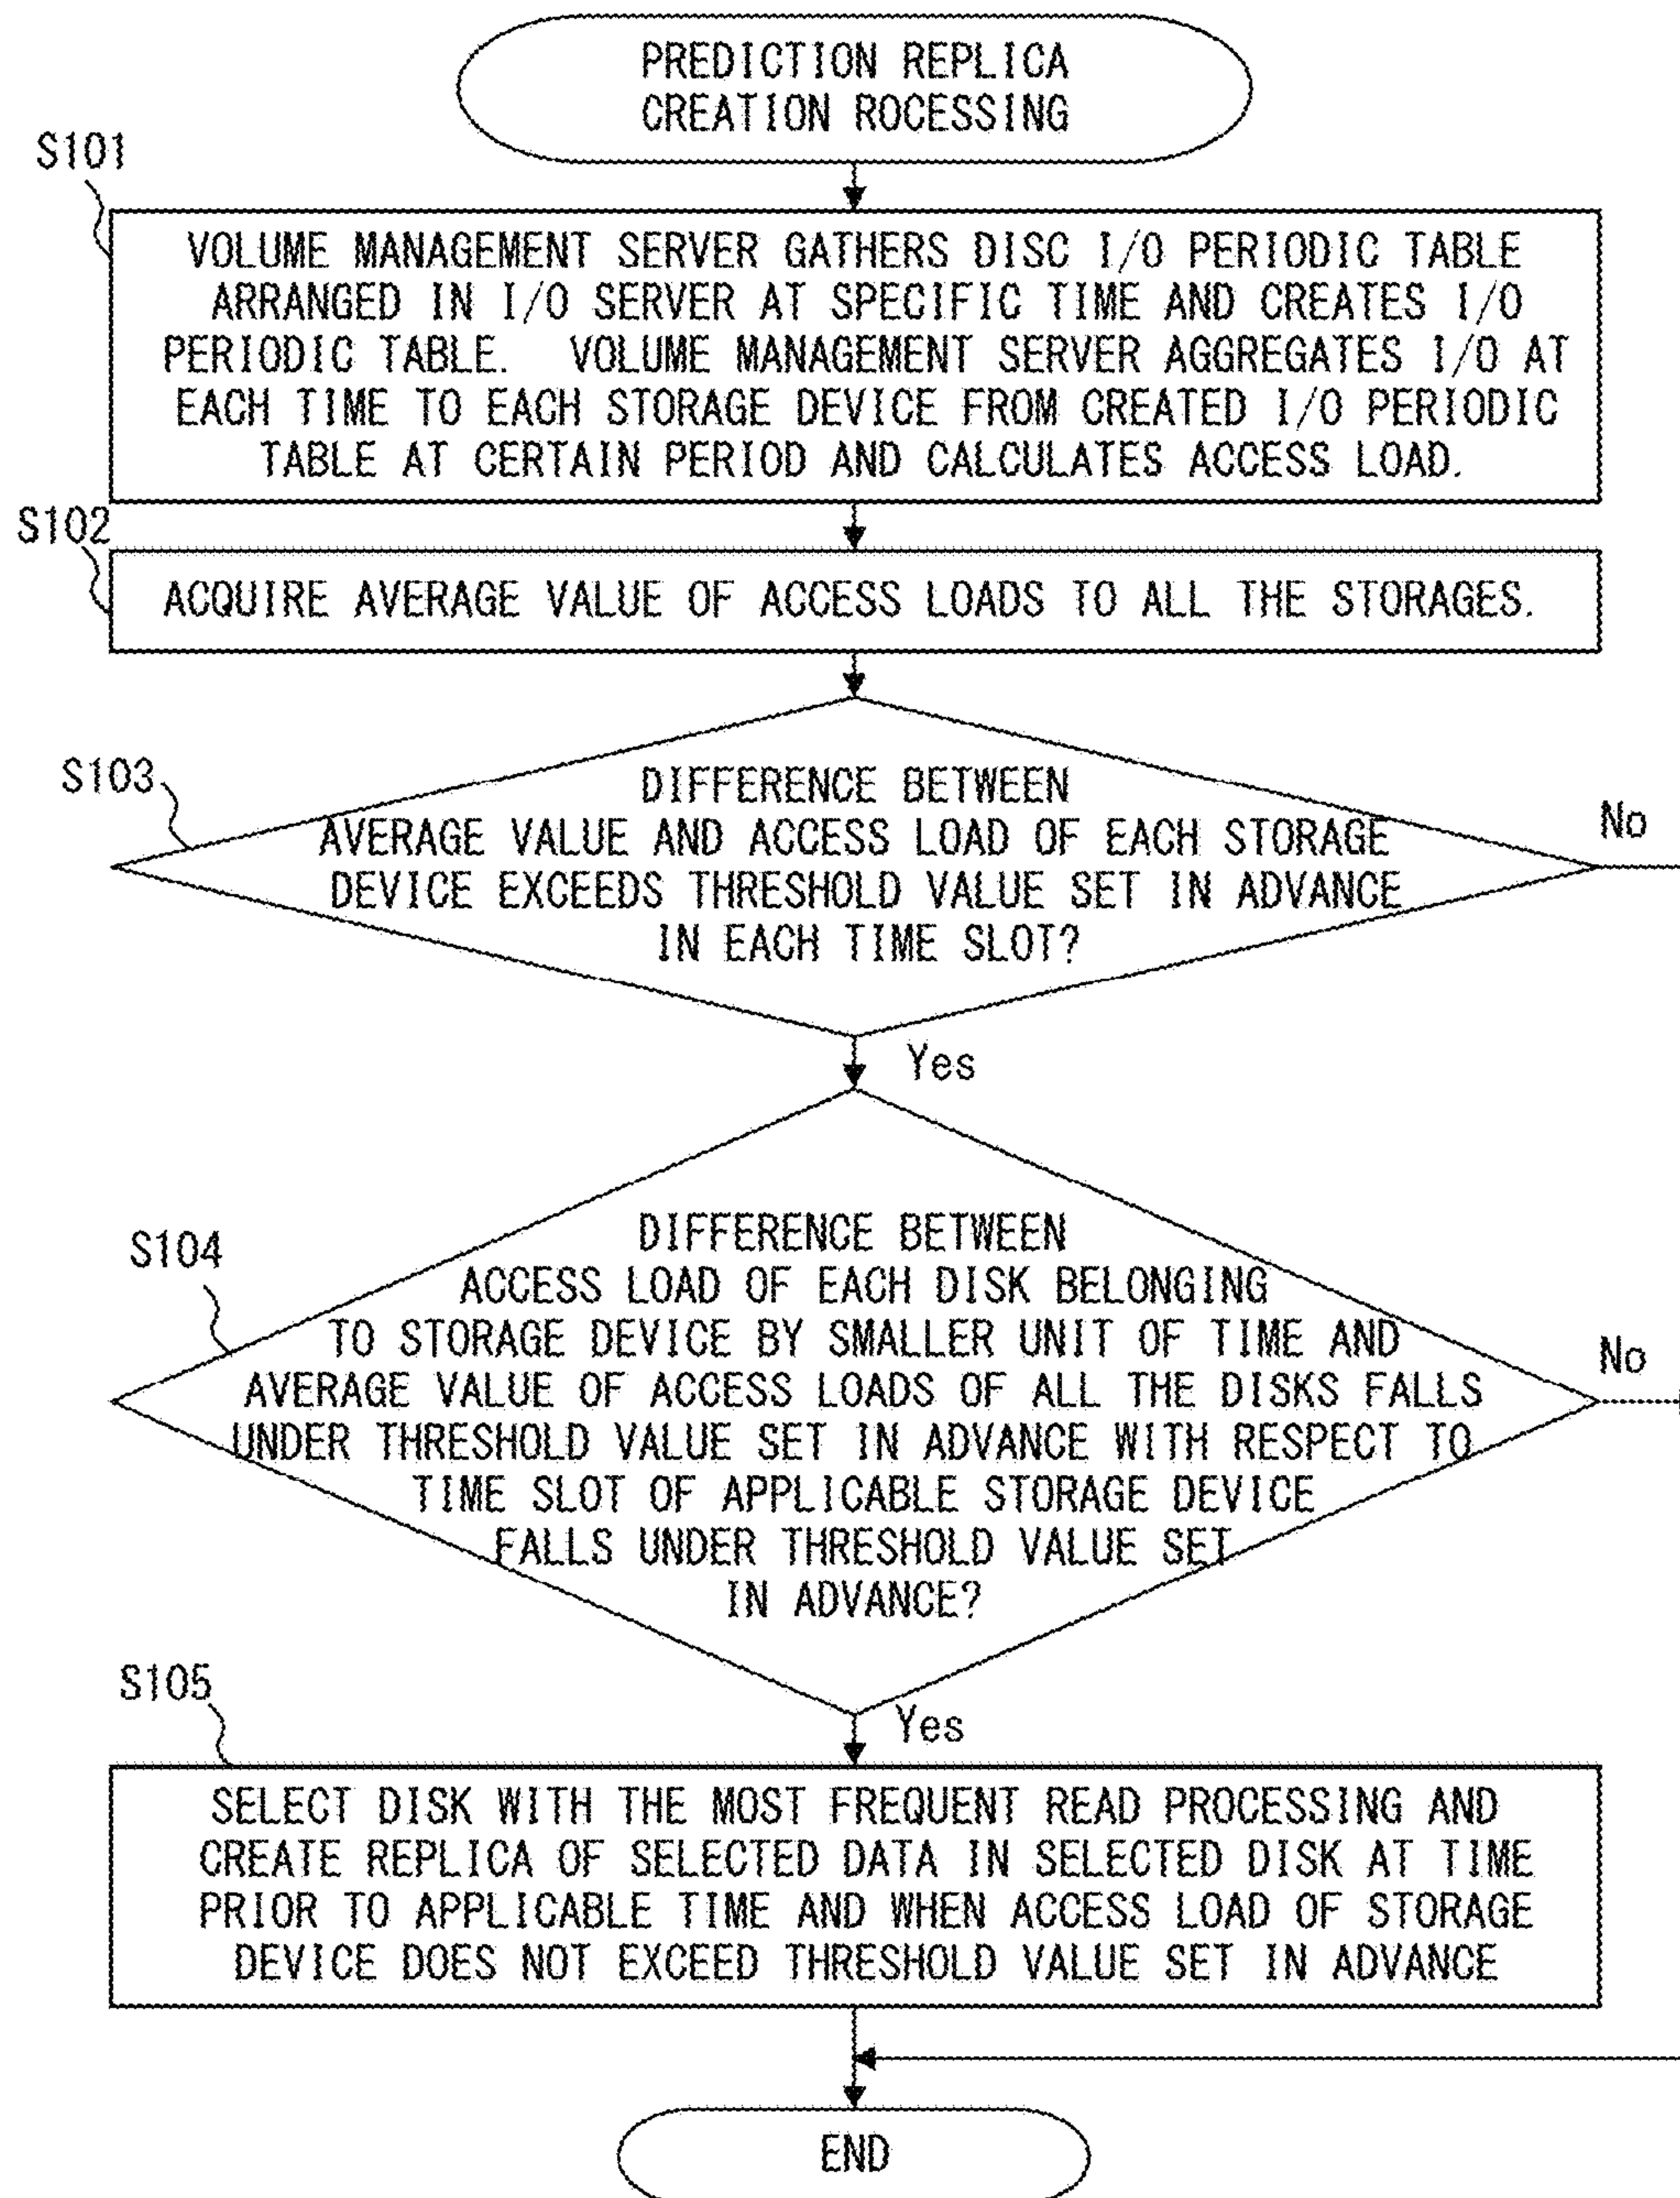 PREDICTION REPLICA
CREATION ROCESSING
S101
VOLUME MANAGEMENT SERVER GATHERS DISC I/O PERIODIC TABLE
ARRANGED IN I/O SERVER AT SPECIFIC TIME AND CREATES I/O
PERIODIC TABLE. VOLUME MANAGEMENT SERVER AGGREGATES I/O AT
EACH TIME TO EACH STORAGE DEVICE FROM CREATED I/O PERIODIC
TABLE AT CERTAIN PERIOD AND CALCULATES ACCESS LOAD.
S102
ACQUIRE AVERAGE VALUE OF ACCESS LOADS TO ALL THE STORAGES.
S103
DIFFERENCE BETWEEN
AVERAGE VALUE AND ACCESS LOAD OF EACH STORAGE
DEVICE EXCEEDS THRESHOLD VALUE SET IN ADVANCE
IN EACH TIME SLOT?
No
Yes
S104
DIFFERENCE BETWEEN
ACCESS LOAD OF EACH DISK BELONGING
TO STORAGE DEVICE BY SMALLER UNIT OF TIME AND
AVERAGE VALUE OF ACCESS LOADS OF ALL THE DISKS FALLS
UNDER THRESHOLD VALUE SET IN ADVANCE WITH RESPECT TO
TIME SLOT OF APPLICABLE STORAGE DEVICE
FALLS UNDER THRESHOLD VALUE SET
IN ADVANCE?
No
Yes
S105
SELECT DISK WITH THE MOST FREQUENT READ PROCESSING AND
CREATE REPLICA OF SELECTED DATA IN SELECTED DISK AT TIME
PRIOR TO APPLICABLE TIME AND WHEN ACCESS LOAD OF STORAGE
DEVICE DOES NOT EXCEED THRESHOLD VALUE SET IN ADVANCE
END